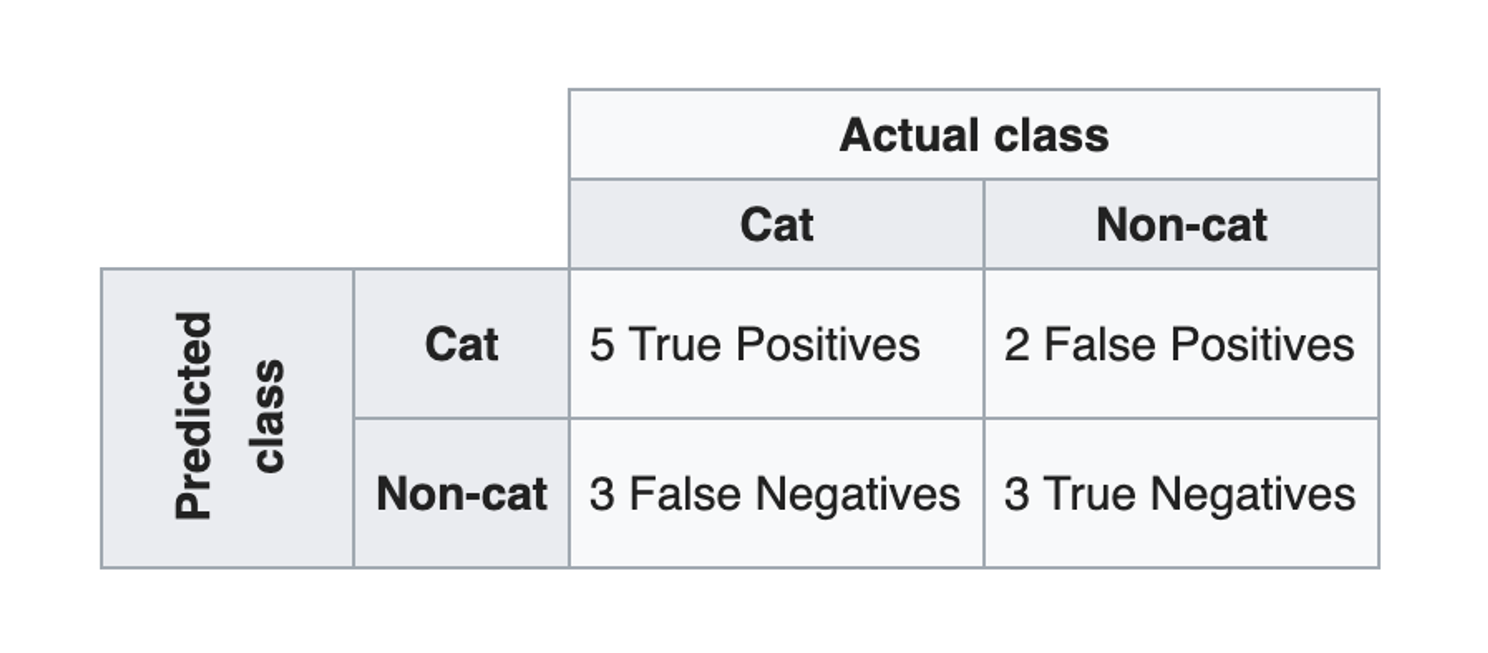 Actual class
Cat Non-cat
Predicted
class
Cat 5 True Positives 2 False Positives
Non-cat 3 False Negatives 3 True Negatives